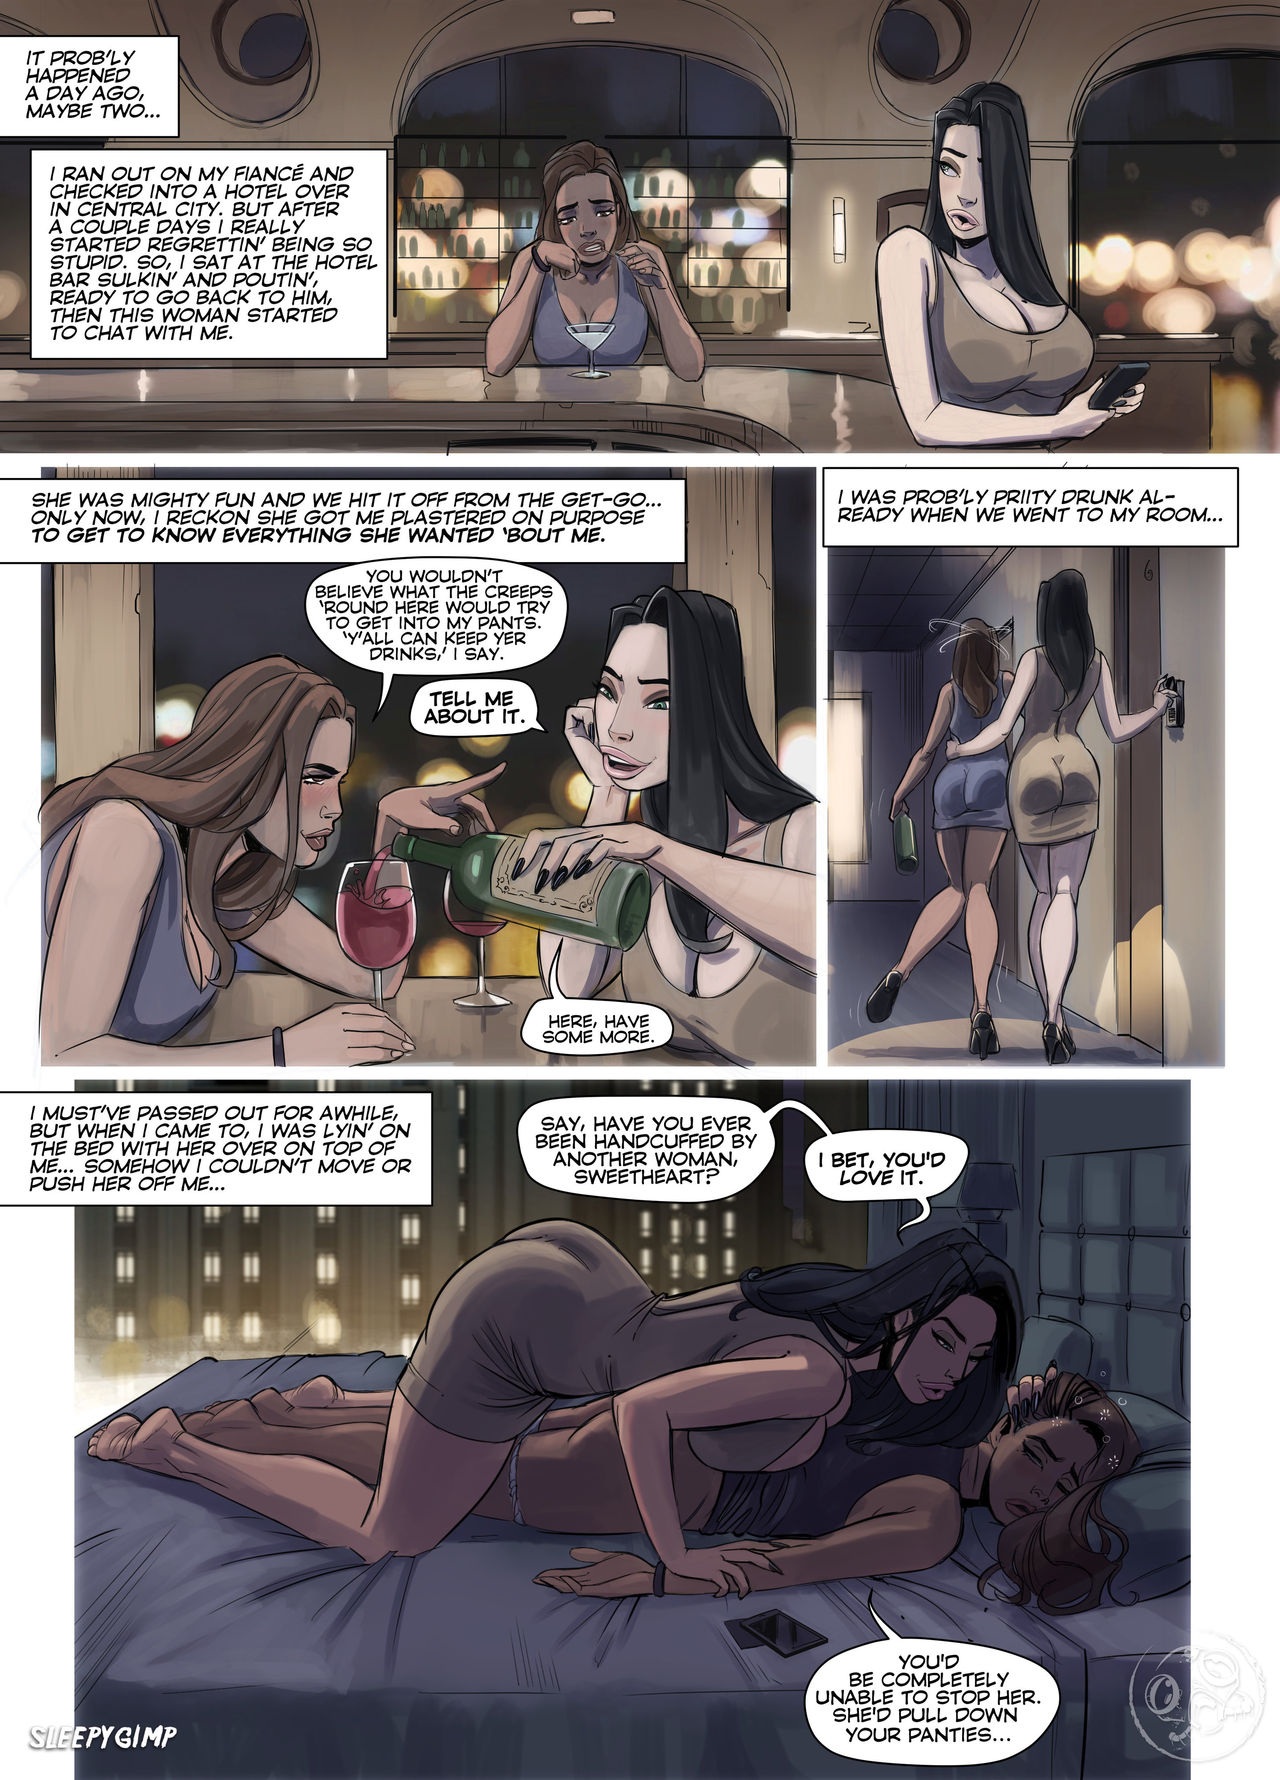 IT PROB'LY
HAPPENED
A DAY AGO,
MAYBE TWO...
I RAN OUT ON MY FIANCÉ AND
CHECKED INTO A HOTEL OVER
IN CENTRAL CITY. BUT AFTER
A COUPLE DAYS I REALLY
STARTED REGRETTIN' BEING SO
STUPID. SO, I SAT AT THE HOTEL
BAR SULKIN' AND POUTIN',
READY TO GO BACK TO HIM,
THEN THIS WOMAN STARTED
TO CHAT WITH ME.
SHE WAS MIGHTY FUN AND WE HIT IT OFF FROM THE GET-GO...
ONLY NOW, I RECKON SHE GOT ME PLASTERED ON PURPOSE
TO GET TO KNOW EVERYTHING SHE WANTED 'BOUT ME.
YOU WOULDN'T
BELIEVE WHAT THE CREEPS
'ROUND HERE WOULD TRY
TO GET INTO MY PANTS.
'Y'ALL CAN KEEP YER
DRINKS,' I SAY.
TELL ME
ABOUT IT.
HERE, HAVE
SOME MORE.
I WAS PROB'LY PRIITY DRUNK AL-
READY WHEN WE WENT TO MY ROOM...
I MUST'VE PASSED OUT FOR AWHILE,
BUT WHEN I CAME TO, I WAS LYIN' ON
THE BED WITH HER OVER ON TOP OF
ME... SOMEHOW I COULDN'T MOVE OR
PUSH HER OFF ME...
SAY, HAVE YOU EVER
BEEN HANDCUFFED BY
ANOTHER WOMAN,
SWEETHEART?
I BET, YOU'D
LOVE IT.
YOU'D
BE COMPLETELY
UNABLE TO STOP HER.
SHE'D PULL DOWN
YOUR PANTIES...
SLEEPYGIMP